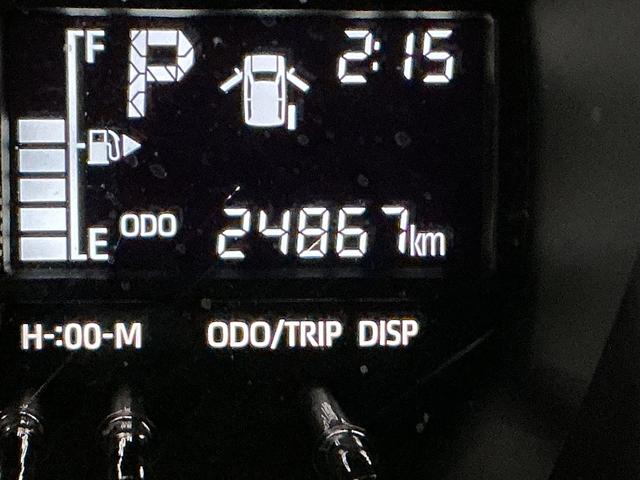 F P 2:15
E ODO 24867km
H-:00-M ODO/TRIP DISP